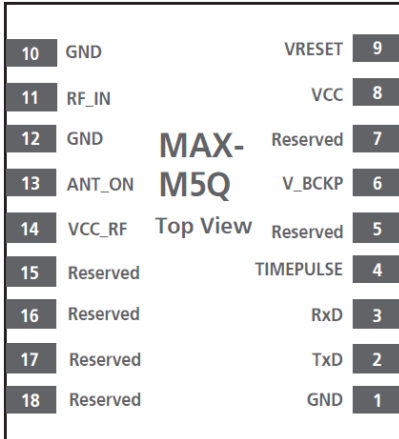 10 GND VRESET 9
11 RF_IN VCC 8
12 GND Reserved 7
MAX-
13 ANT_ON M5Q V_BCKP 6
14 VCC_RF Top View Reserved 5
15 Reserved TIMEPULSE 4
16 Reserved RxD 3
17 Reserved TxD 2
18 Reserved GND 1